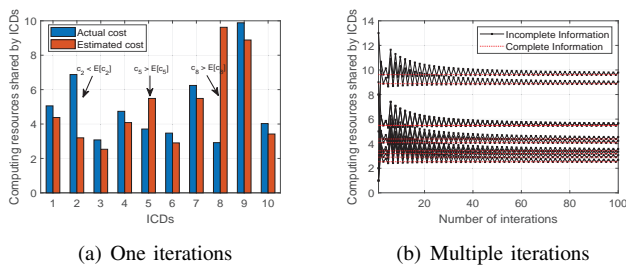 Computing resources shared by ICDs
10
8
6
4
2
0
Actual cost
Estimated cost
c2 < E[c2]
c5 > E[c5]
c8 > E[c8]
1 2 3 4 5 6 7 8 9 10
ICDs
(a) One iterations
Computing resources shared by ICDs
14
12
10
8
6
4
2
0
Incomplete Information
Complete Information
20 40 60 80 100
Number of iterations
(b) Multiple iterations